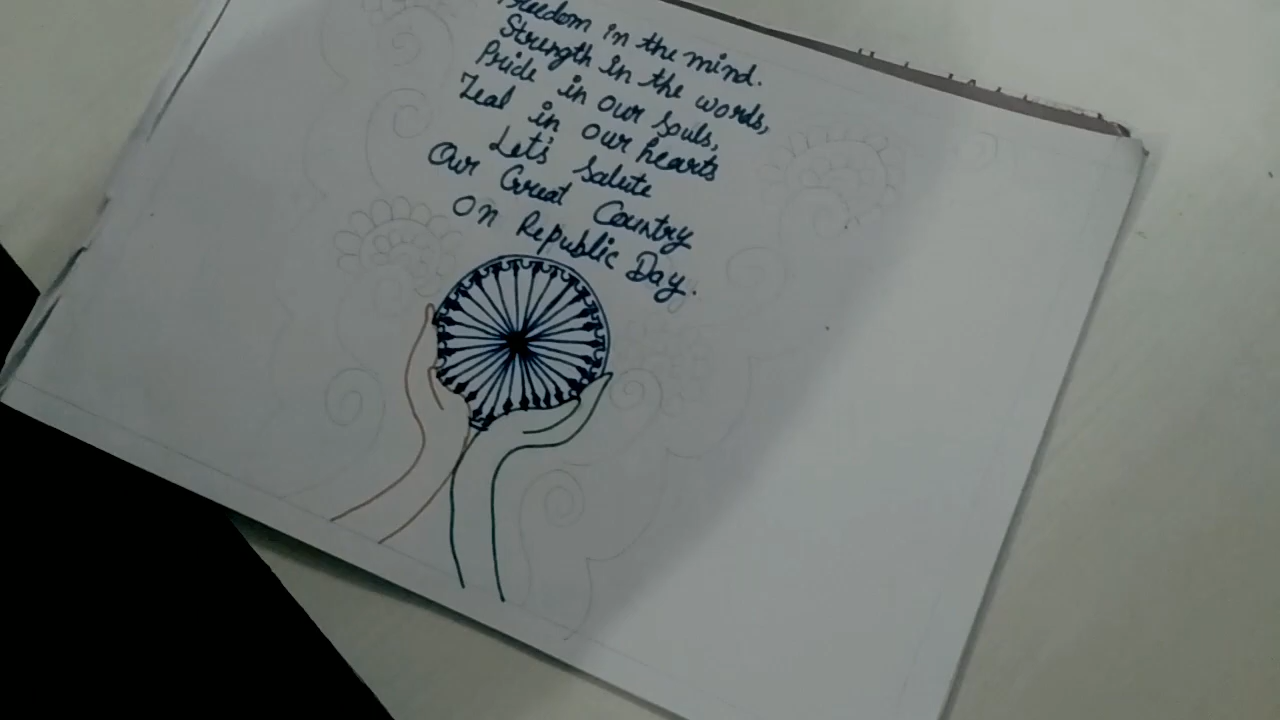 Freedom in the mind.
Strength in the words,
Pride in our souls,
Zeal in our hearts
Let's Salute
Our Great Country
On Republic Day.